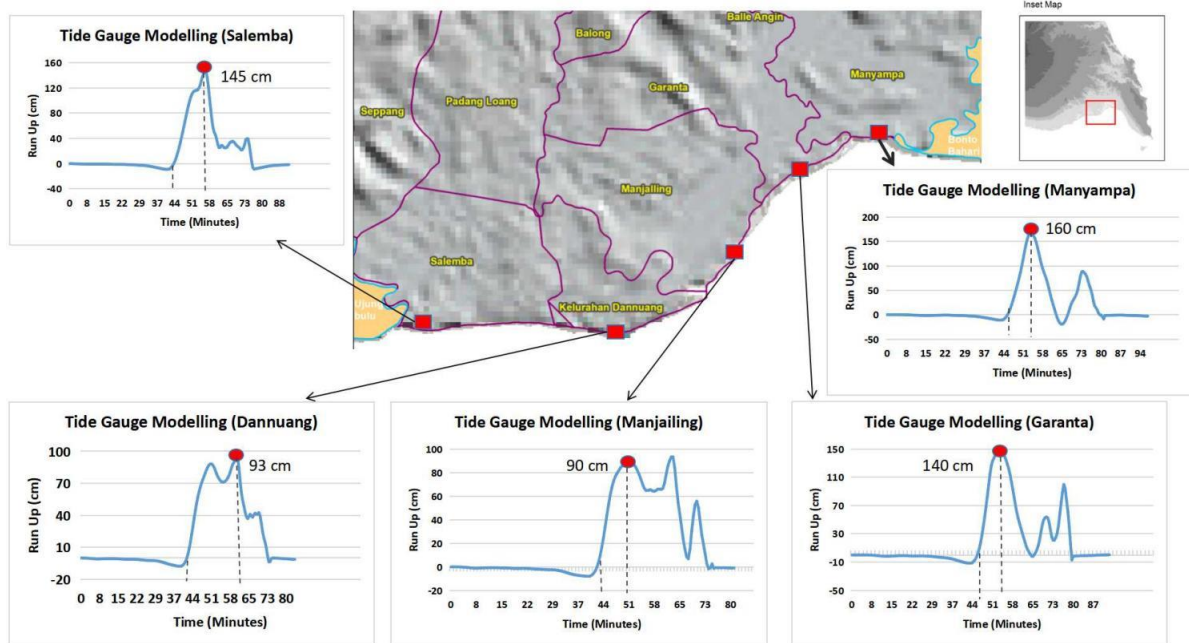 Inset Map
Tide Gauge Modelling (Salemba)
145 cm
Run Up (cm)
160
120
80
40
0
-40
0 8 15 22 29 37 44 51 58 65 73 80 87
Time (Minutes)
Balle Angin
Balong
Manyampa
Garanta
Padang Loang
Seppang
Bonto
Bahari
Manjailing
Salemba
Kelurahan Dannuang
Ujung
bulu
Tide Gauge Modelling (Manyampa)
160 cm
Run Up (cm)
200
150
100
50
0
-50
0 8 15 22 29 37 44 51 58 65 73 80 87 94
Time (Minutes)
Tide Gauge Modelling (Dannuang)
93 cm
Run Up (cm)
100
70
40
10
-20
0 8 15 22 29 37 44 51 58 65 73 80
Time (Minutes)
Tide Gauge Modelling (Manjailing)
90 cm
Run Up (cm)
100
80
60
40
20
0
-20
0 8 15 22 29 37 44 51 58 65 73 80
Time (Minutes)
Tide Gauge Modelling (Garanta)
140 cm
Run Up (cm)
150
100
50
-10
-50
0 8 15 22 29 37 44 51 58 65 73 80 87
Time (Minutes)